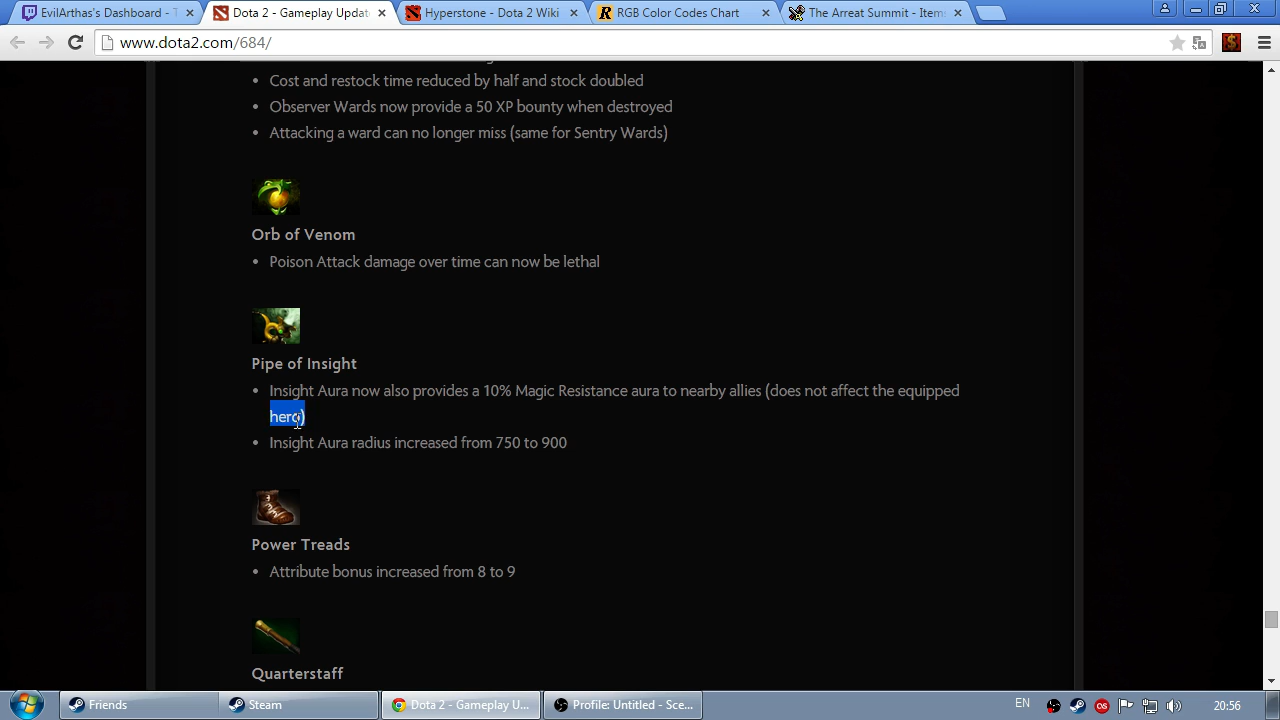 EvilArthas's Dashboard - T
Dota 2 - Gameplay Updat
Hyperstone - Dota 2 Wiki
RGB Color Codes Chart
The Arreat Summit - Items
www.dota2.com/684/
• Cost and restock time reduced by half and stock doubled
• Observer Wards now provide a 50 XP bounty when destroyed
• Attacking a ward can no longer miss (same for Sentry Wards)
Orb of Venom
• Poison Attack damage over time can now be lethal
Pipe of Insight
• Insight Aura now also provides a 10% Magic Resistance aura to nearby allies (does not affect the equipped
hero)
• Insight Aura radius increased from 750 to 900
Power Treads
• Attribute bonus increased from 8 to 9
Quarterstaff
Friends
Steam
Dota 2 - Gameplay U...
Profile: Untitled - Sce...
EN
20:56